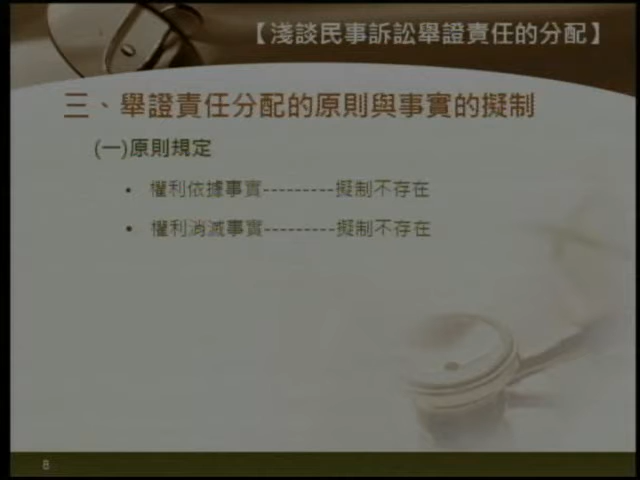 【淺談民事訴訟舉證責任的分配】
三、舉證責任分配的原則與事實的擬制
(一)原則規定
• 權利依據事實---------擬制不存在
• 權利消滅事實---------擬制不存在
8